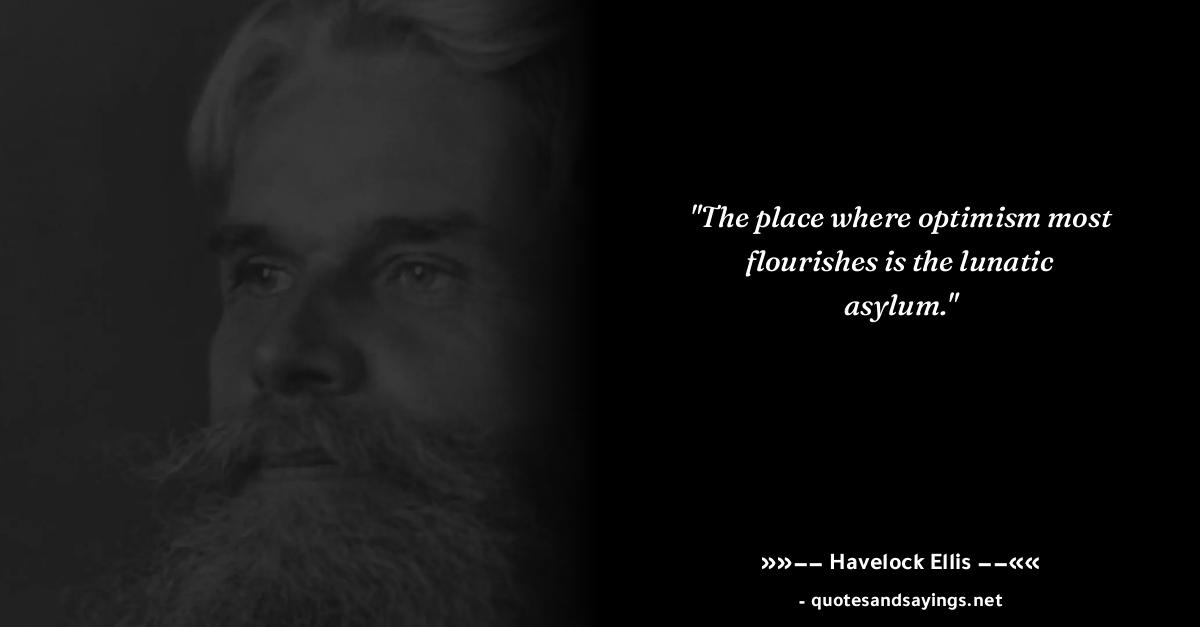 "The place where optimism most
flourishes is the lunatic
asylum."
»»−− Havelock Ellis −−««
- quotesandsayings.net